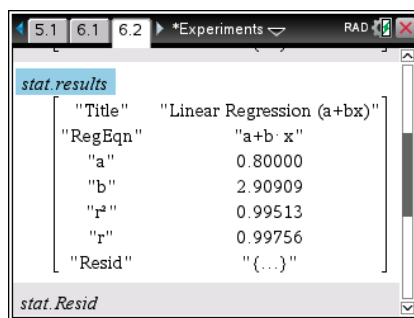 5.1 6.1 6.2 *Experiments RAD
stat.results
"Title" "Linear Regression (a+bx)"
"RegEqn" "a+b·x"
"a" 0.80000
"b" 2.90909
"r²" 0.99513
"r" 0.99756
"Resid" "{...}"
stat.Resid